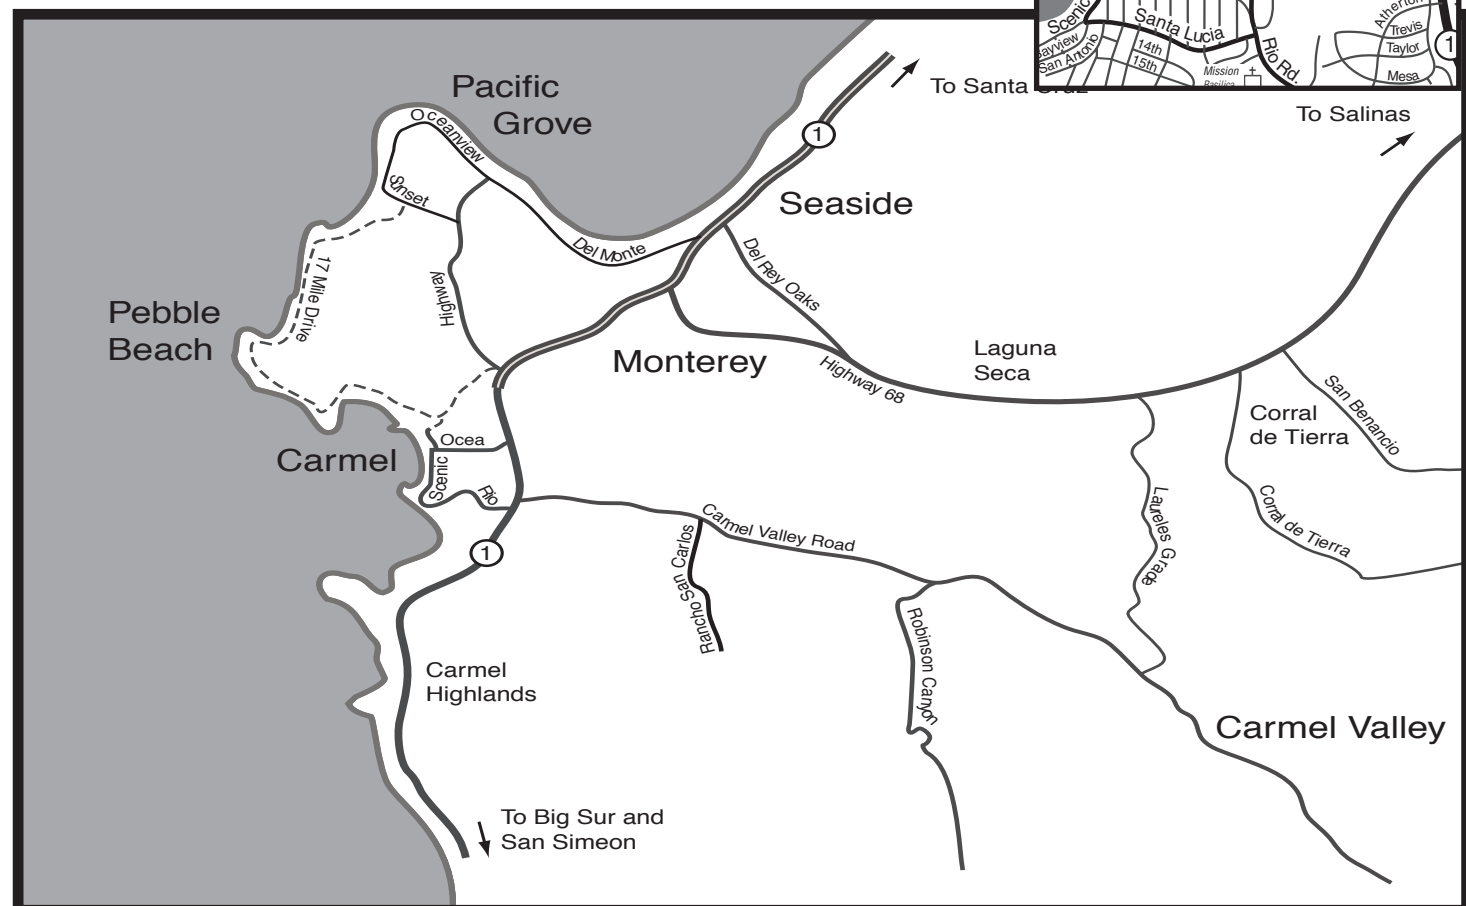 Scenic
Santa Lucia
Atherton
Trevis
Taylor
Mesa
1
Bayview
San Antonio
14th
15th
Mission
Basilica
Rio Rd.
To Santa Cruz
To Salinas
Pacific
Grove
Oceanview
Sunset
1
Seaside
Del Monte
Del Rey Oaks
17 Mile Drive
Highway
Pebble
Beach
Monterey
Highway 68
Laguna
Seca
San Benancio
Corral
de Tierra
Corral de Tierra
Carmel
Ocea
Scenic
Rio
Laureles Grade
1
Carmel Valley Road
Rancho San Carlos
Robinson Canyon
Carmel
Highlands
Carmel Valley
To Big Sur and
San Simeon